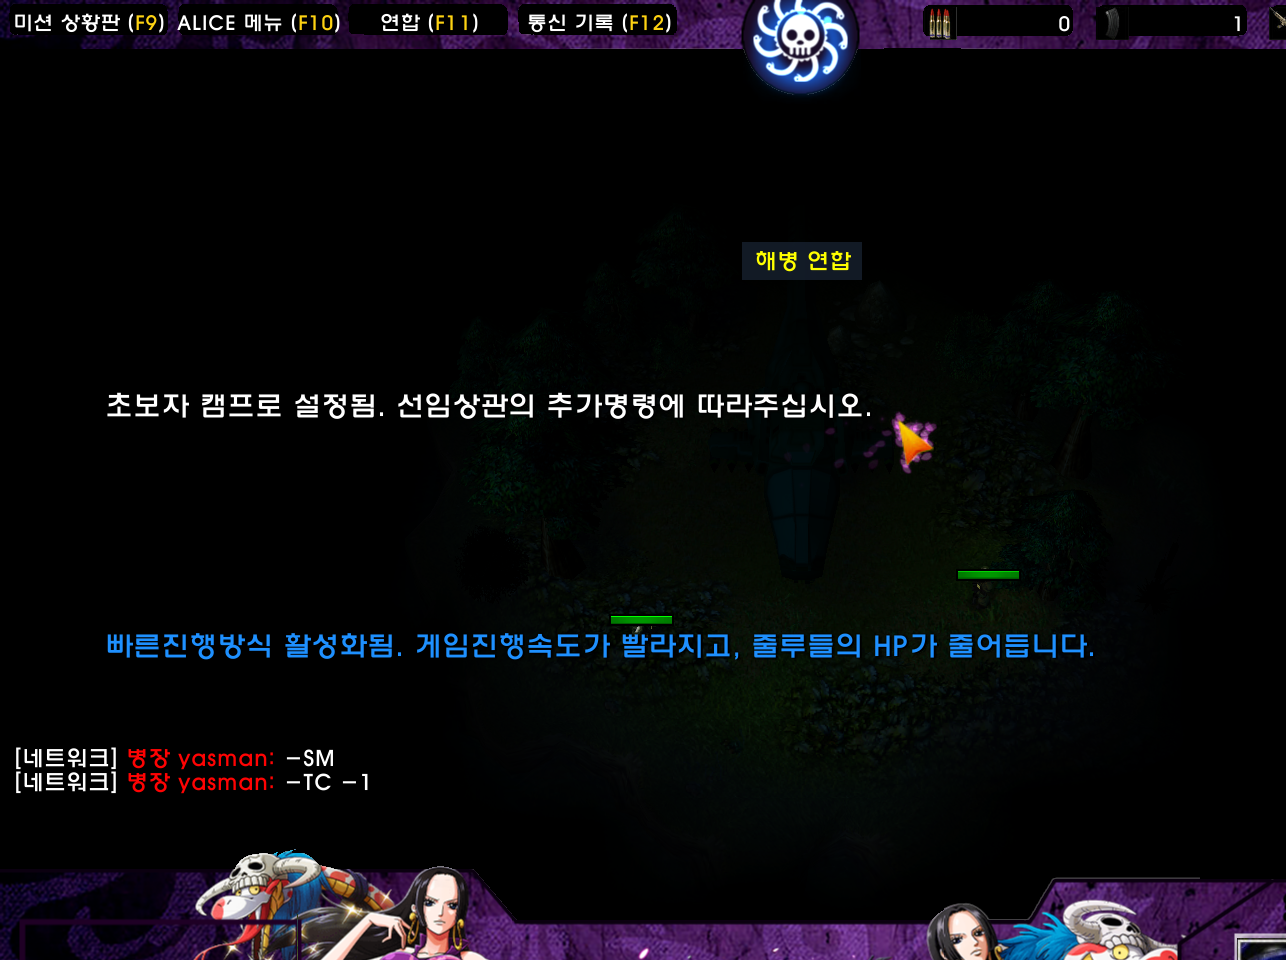 미션 상황판 (F9) ALICE 메뉴 (F10) 연합 (F11) 통신 기록 (F12) 0 1
해병 연합
초보자 캠프로 설정됨. 선임상관의 추가명령에 따라주십시오.
빠른진행방식 활성화됨. 게임진행속도가 빨라지고, 줄루들의 HP가 줄어듭니다.
[네트워크] 병장 yasman: -SM
[네트워크] 병장 yasman: -TC -1